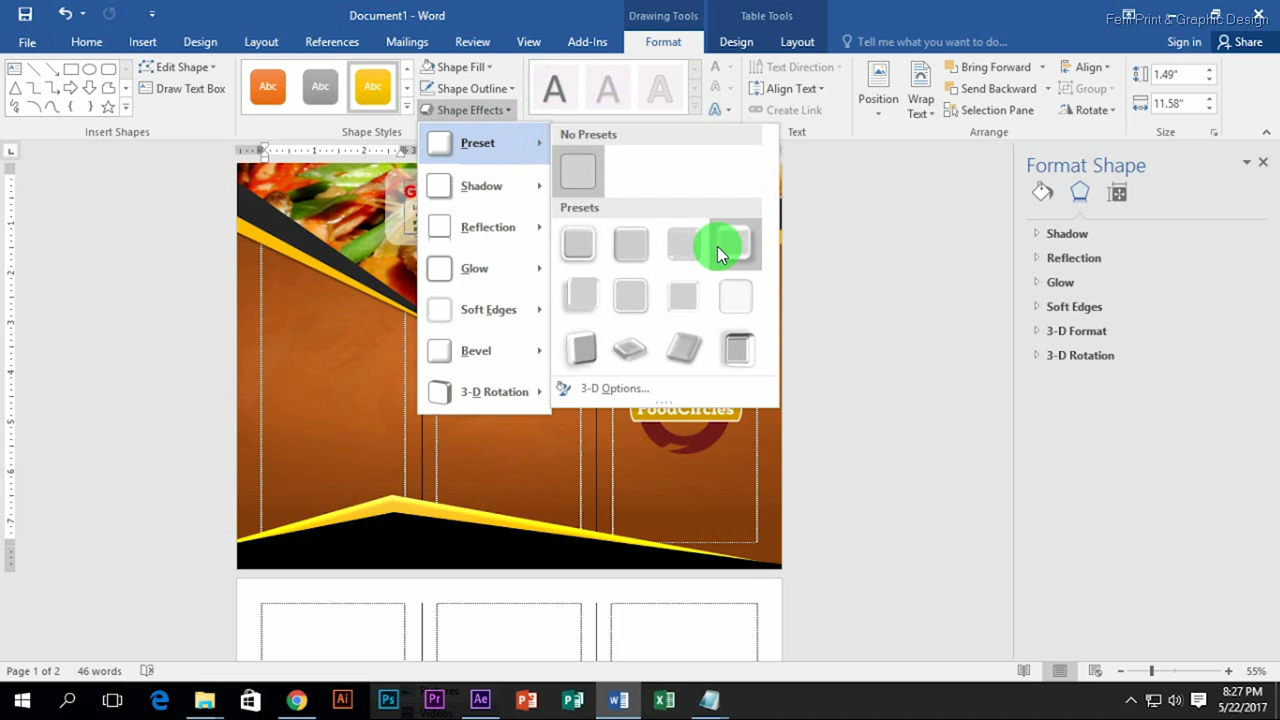 Document1 - Word
Drawing Tools
Table Tools
Feni Print & Graphic Design
File
Home
Insert
Design
Layout
References
Mailings
Review
View
Add-Ins
Format
Design
Layout
Tell me what you want to do...
Sign in
Share
Edit Shape
Draw Text Box
Insert Shapes
Abc
Abc
Abc
Shape Styles
Shape Fill
Shape Outline
Shape Effects
A
A
A
Text Direction
Align Text
Create Link
Text
Position
Wrap
Text
Bring Forward
Send Backward
Selection Pane
Align
Group
Rotate
Arrange
1.49"
11.58"
Size
Preset
Shadow
Reflection
Glow
Soft Edges
Bevel
3-D Rotation
No Presets
Presets
3-D Options...
FoodCircles
Format Shape
Shadow
Reflection
Glow
Soft Edges
3-D Format
3-D Rotation
Page 1 of 2
46 words
55%
Ai
Ps
Pr
Ae
8:27 PM
5/22/2017